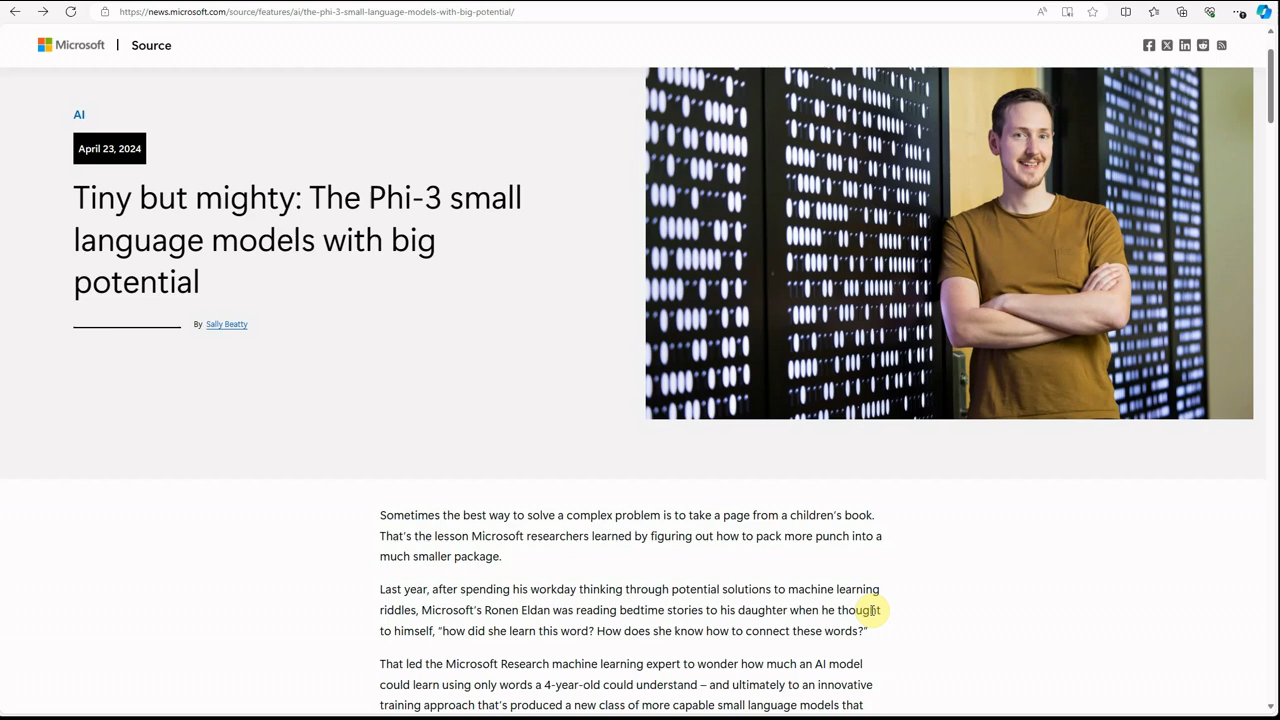 https://news.microsoft.com/source/features/ai/the-phi-3-small-language-models-with-big-potential/
Microsoft | Source
AI
April 23, 2024
Tiny but mighty: The Phi-3 small
language models with big
potential
By Sally Beatty
Sometimes the best way to solve a complex problem is to take a page from a children's book.
That's the lesson Microsoft researchers learned by figuring out how to pack more punch into a
much smaller package.
Last year, after spending his workday thinking through potential solutions to machine learning
riddles, Microsoft's Ronen Eldan was reading bedtime stories to his daughter when he thought
to himself, “how did she learn this word? How does she know how to connect these words?”
That led the Microsoft Research machine learning expert to wonder how much an AI model
could learn using only words a 4-year-old could understand – and ultimately to an innovative
training approach that's produced a new class of more capable small language models that